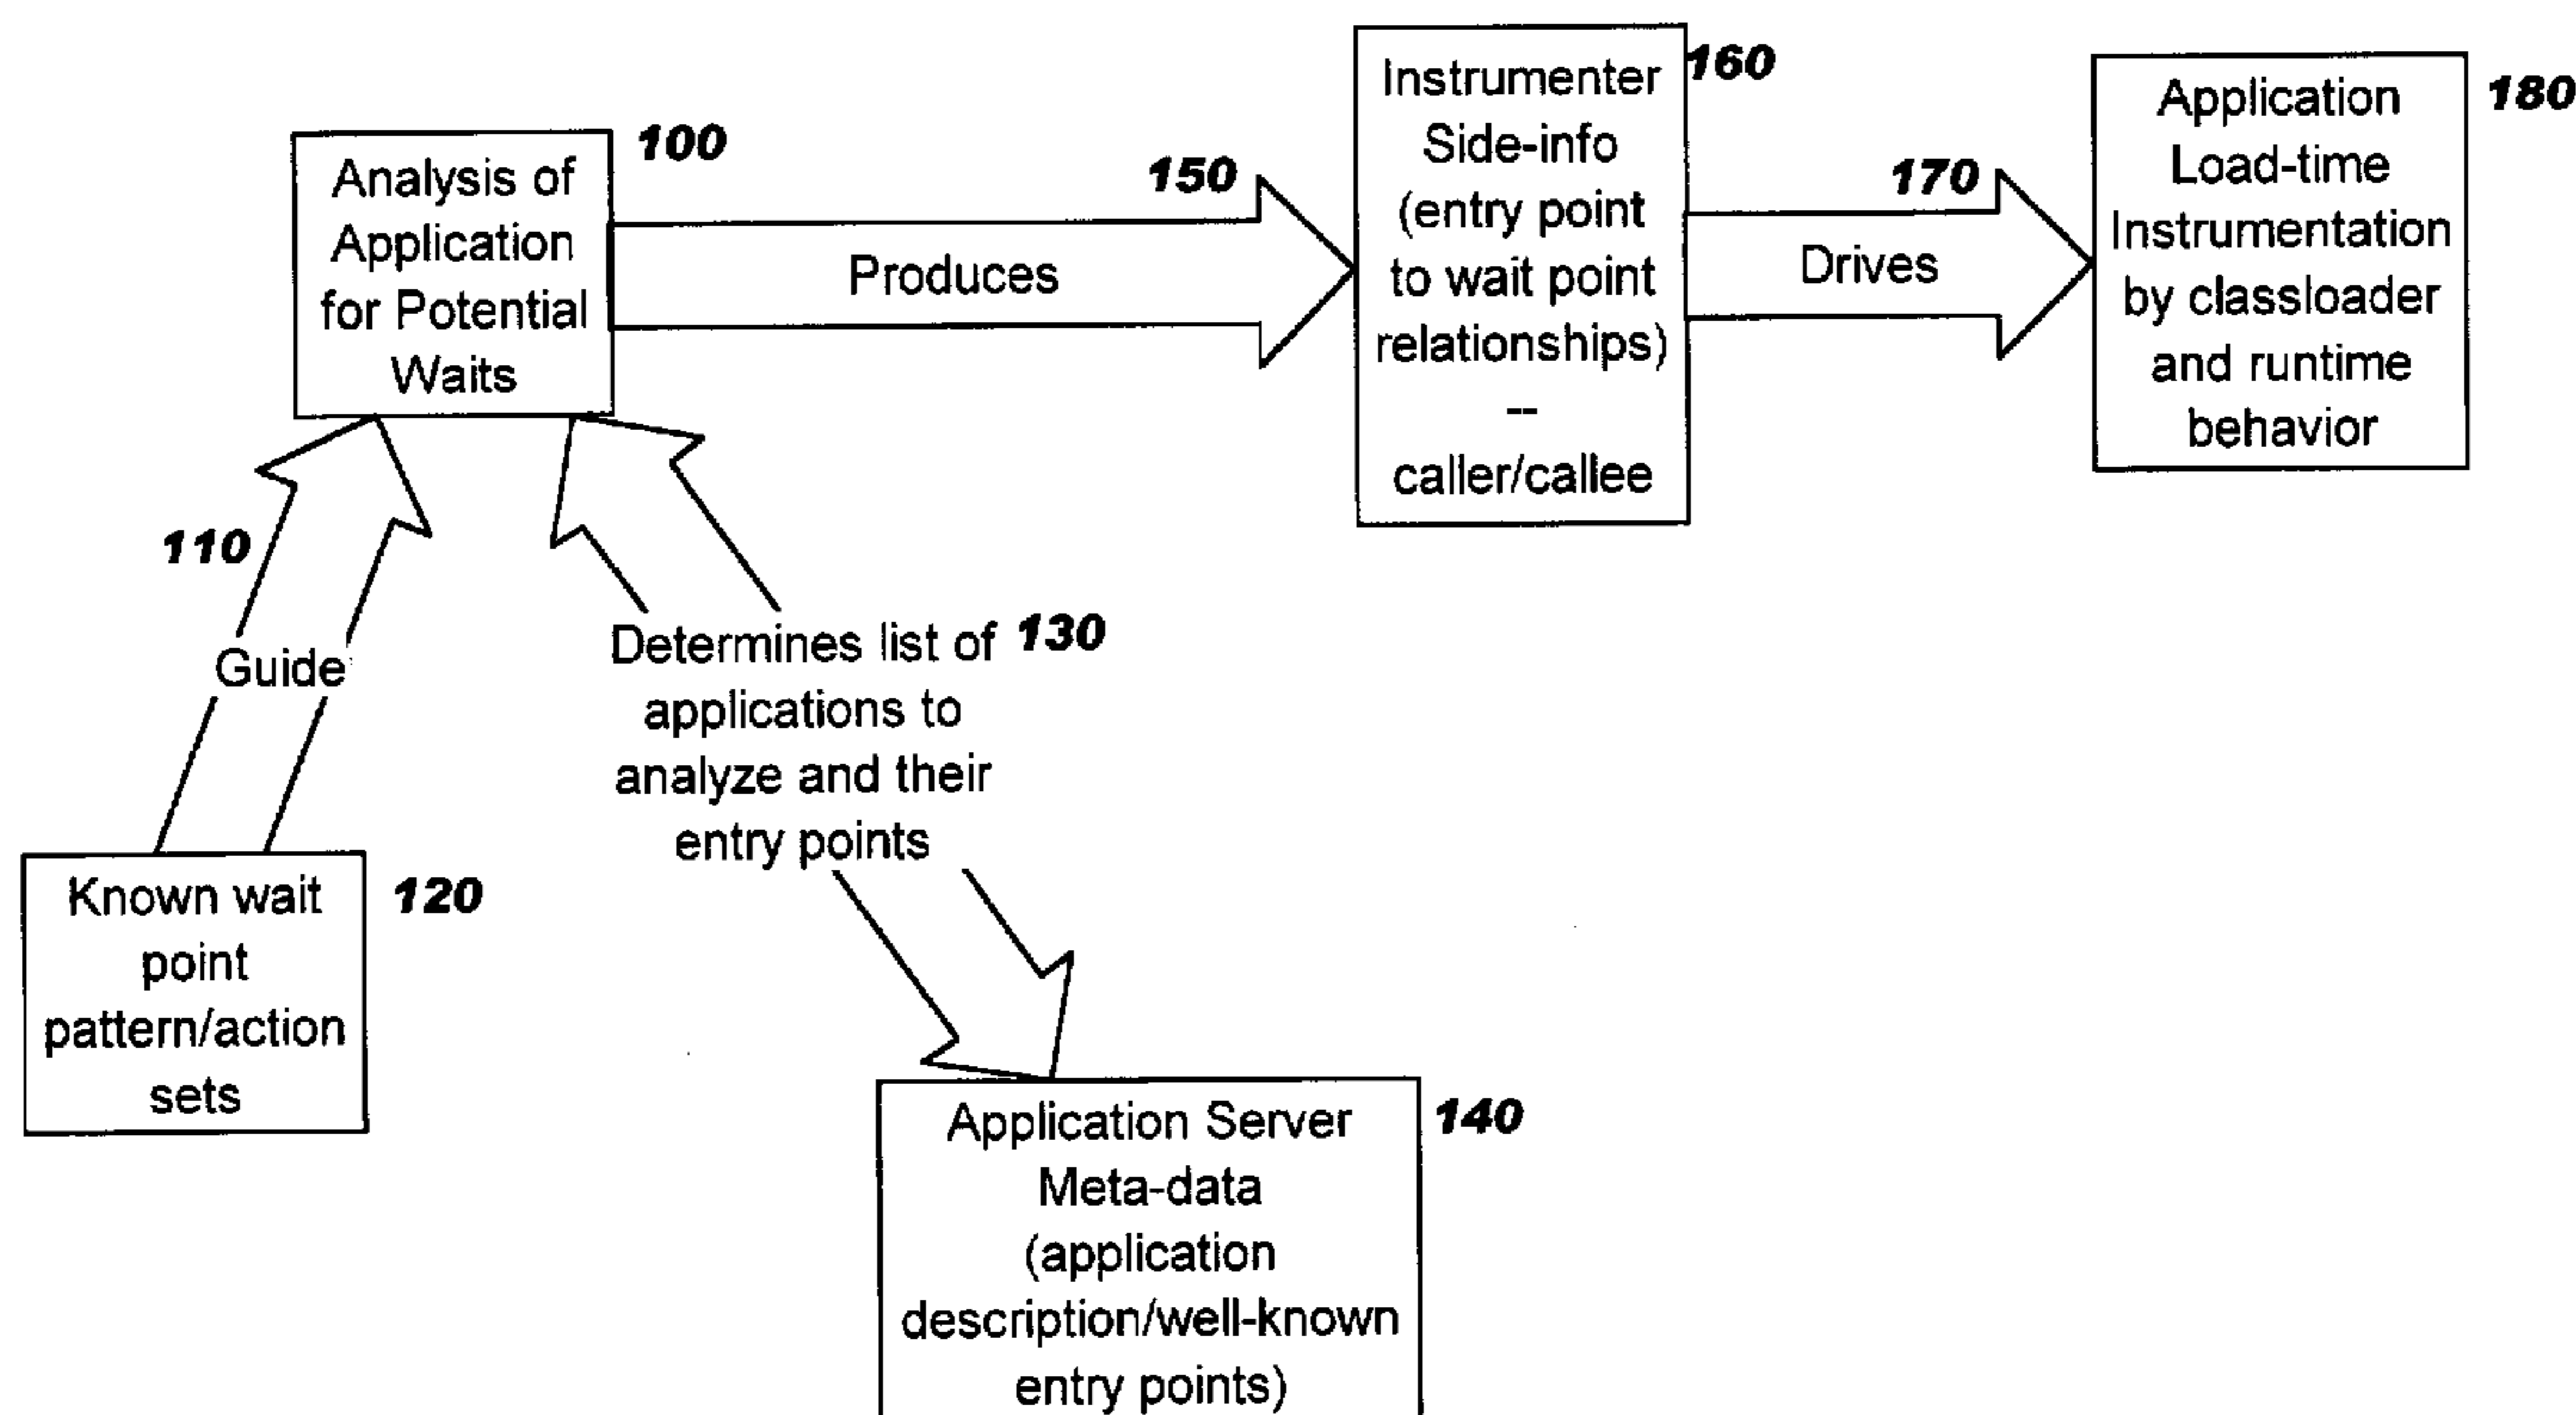 Analysis of
Application
for Potential
Waits
100
150
Produces
Instrumenter
Side-info
(entry point
to wait point
relationships)
--
caller/callee
160
170
Drives
Application
Load-time
Instrumentation
by classloader
and runtime
behavior
180
110
Guide
Determines list of
applications to
analyze and their
entry points
130
Known wait
point
pattern/action
sets
120
Application Server
Meta-data
(application
description/well-known
entry points)
140